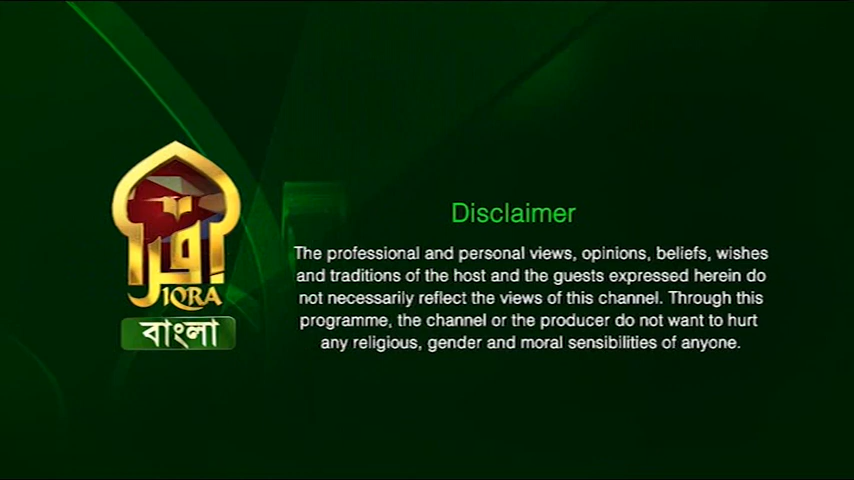 اقرأ
IQRA
বাংলা
Disclaimer
The professional and personal views, opinions, beliefs, wishes
and traditions of the host and the guests expressed herein do
not necessarily reflect the views of this channel. Through this
programme, the channel or the producer do not want to hurt
any religious, gender and moral sensibilities of anyone.